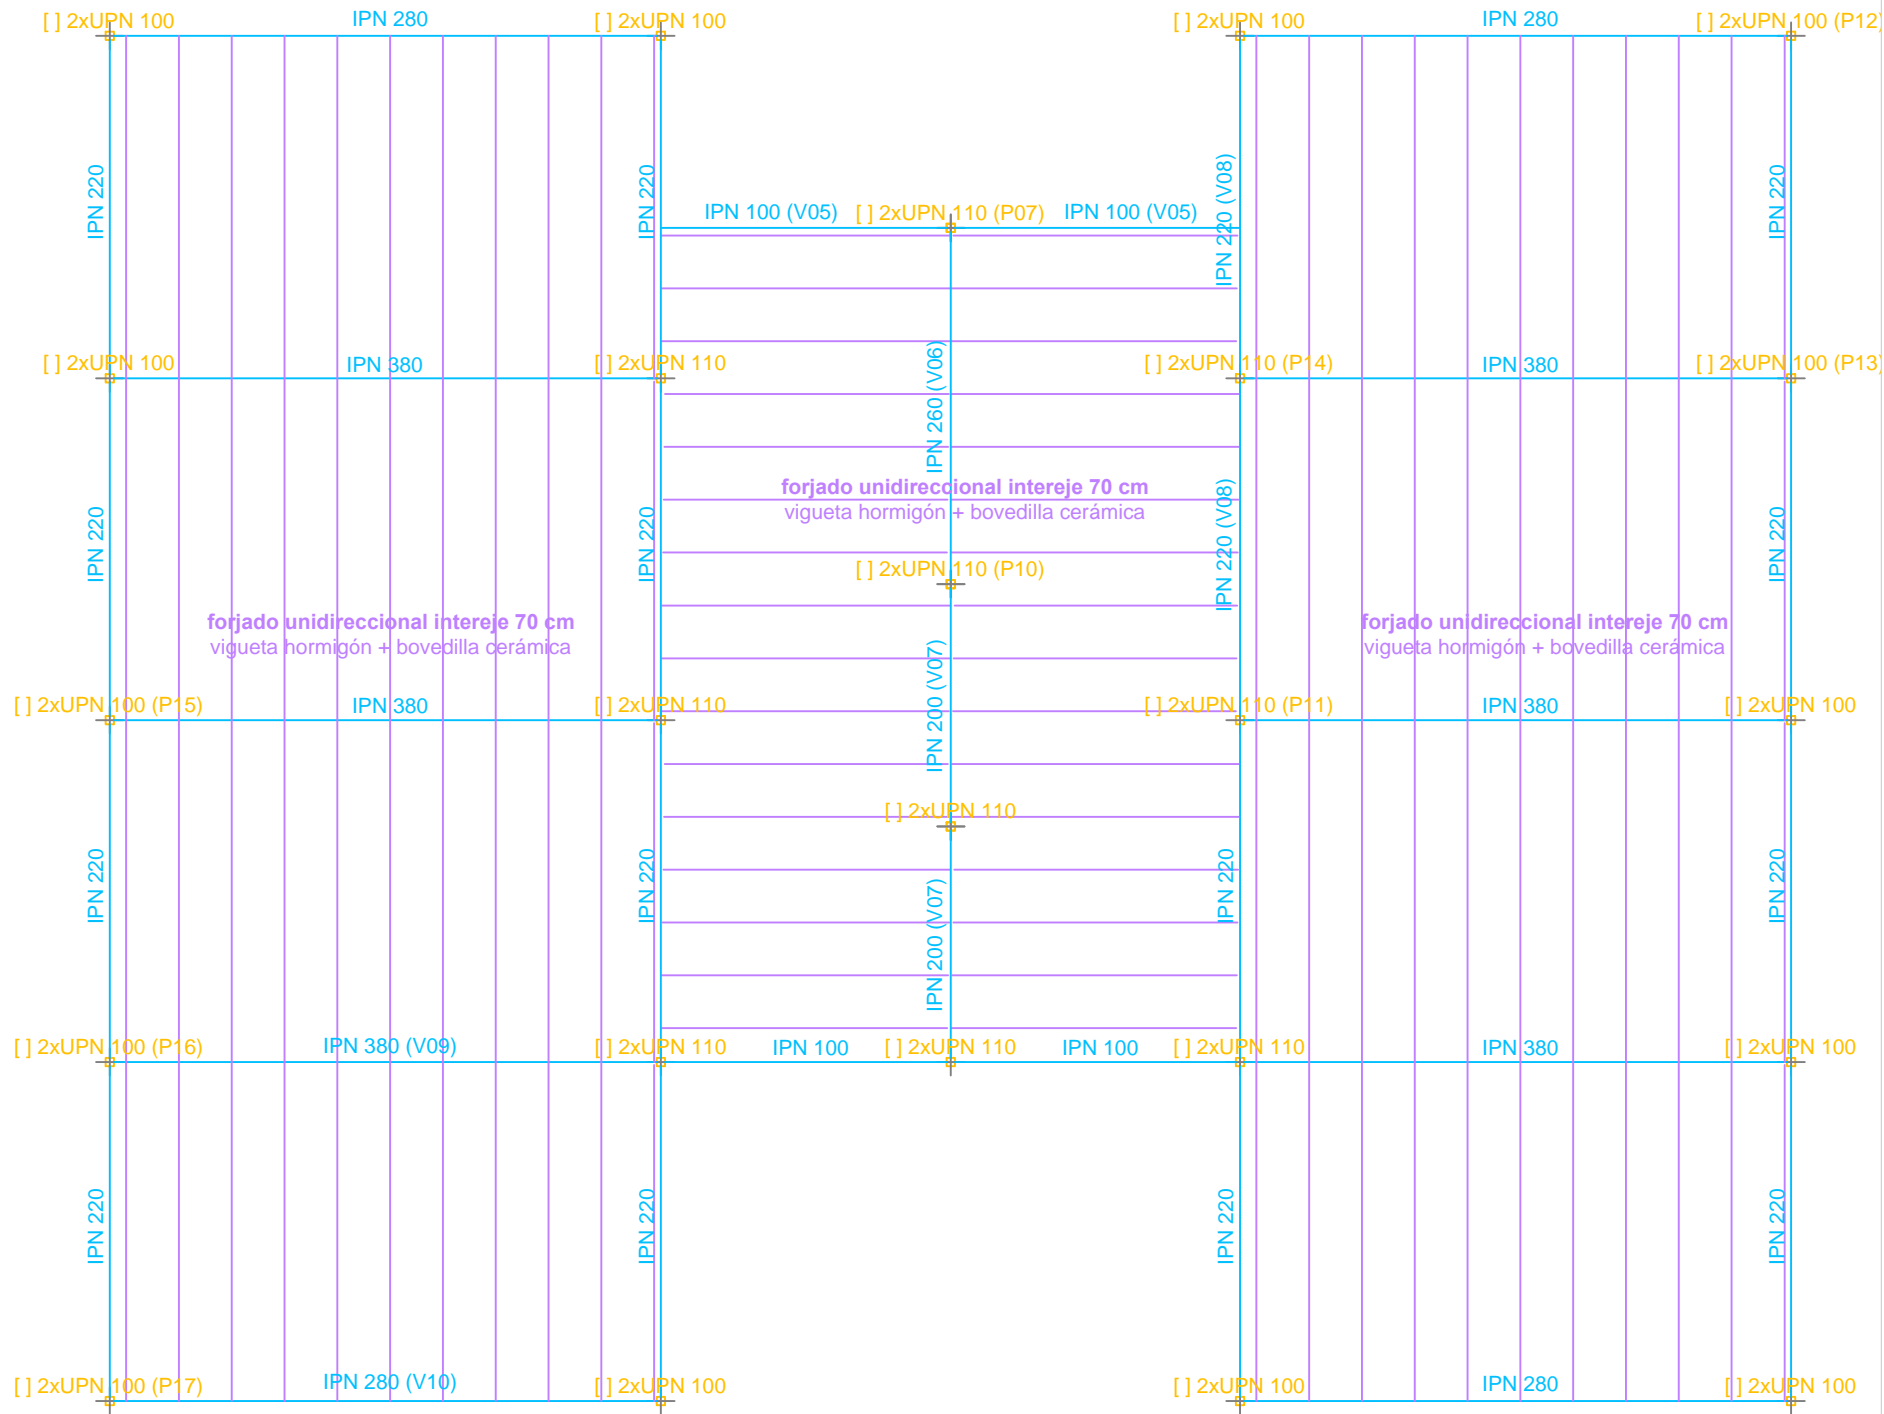 [ ] 2xUPN 100
IPN 280
[ ] 2xUPN 100
[ ] 2xUPN 100
IPN 280
[ ] 2xUPN 100 (P12)
IPN 220
IPN 220
IPN 100 (V05)
[ ] 2xUPN 110 (P07)
IPN 100 (V05)
IPN 220 (V08)
IPN 220
[ ] 2xUPN 100
IPN 380
[ ] 2xUPN 110
IPN 260 (V06)
[ ] 2xUPN 110 (P14)
IPN 380
[ ] 2xUPN 100 (P13)
forjado unidireccional intereje 70 cm
vigueta hormigón + bovedilla cerámica
IPN 220
IPN 220
[ ] 2xUPN 110 (P10)
IPN 220 (V08)
IPN 220
forjado unidireccional intereje 70 cm
vigueta hormigón + bovedilla cerámica
forjado unidireccional intereje 70 cm
vigueta hormigón + bovedilla cerámica
[ ] 2xUPN 100 (P15)
IPN 380
[ ] 2xUPN 110
IPN 200 (V07)
[ ] 2xUPN 110 (P11)
IPN 380
[ ] 2xUPN 100
[ ] 2xUPN 110
IPN 220
IPN 220
IPN 200 (V07)
IPN 220
IPN 220
[ ] 2xUPN 100 (P16)
IPN 380 (V09)
[ ] 2xUPN 110
IPN 100
[ ] 2xUPN 110
IPN 100
[ ] 2xUPN 110
IPN 380
[ ] 2xUPN 100
IPN 220
IPN 220
IPN 220
IPN 220
[ ] 2xUPN 100 (P17)
IPN 280 (V10)
[ ] 2xUPN 100
[ ] 2xUPN 100
IPN 280
[ ] 2xUPN 100